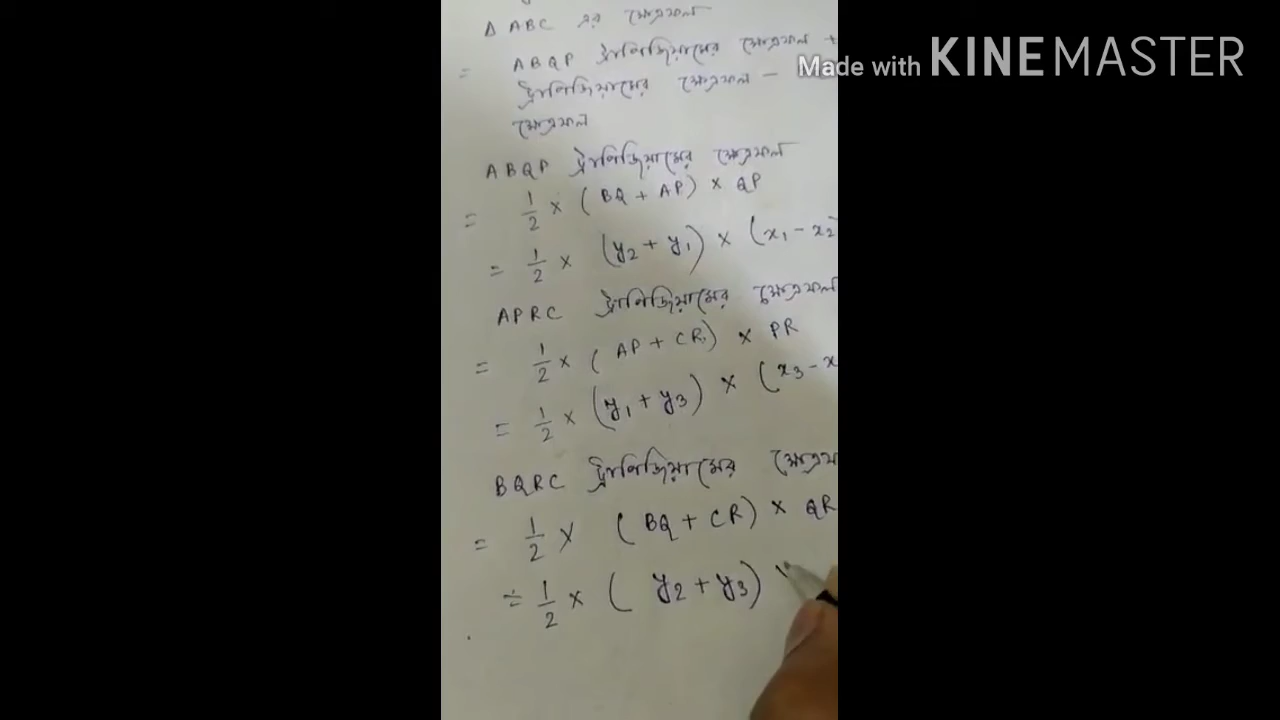 Made with KINEMASTER
Δ ABC এর ক্ষেত্রফল
= ABQP ট্রাপিজিয়ামের ক্ষেত্রফল +
ট্রাপিজিয়ামের ক্ষেত্রফল −
ক্ষেত্রফল
ABQP ট্রাপিজিয়ামের ক্ষেত্রফল
= 1/2 × (BQ + AP) × QP
= 1/2 × (y₂ + y₁) × (x₁ − x₂)
APRC ট্রাপিজিয়ামের ক্ষেত্রফল
= 1/2 × (AP + CR) × PR
= 1/2 × (y₁ + y₃) × (x₃ − x
BQRC ট্রাপিজিয়ামের ক্ষেত্রফ
= 1/2 × (BQ + CR) × QR
= 1/2 × (y₂ + y₃)